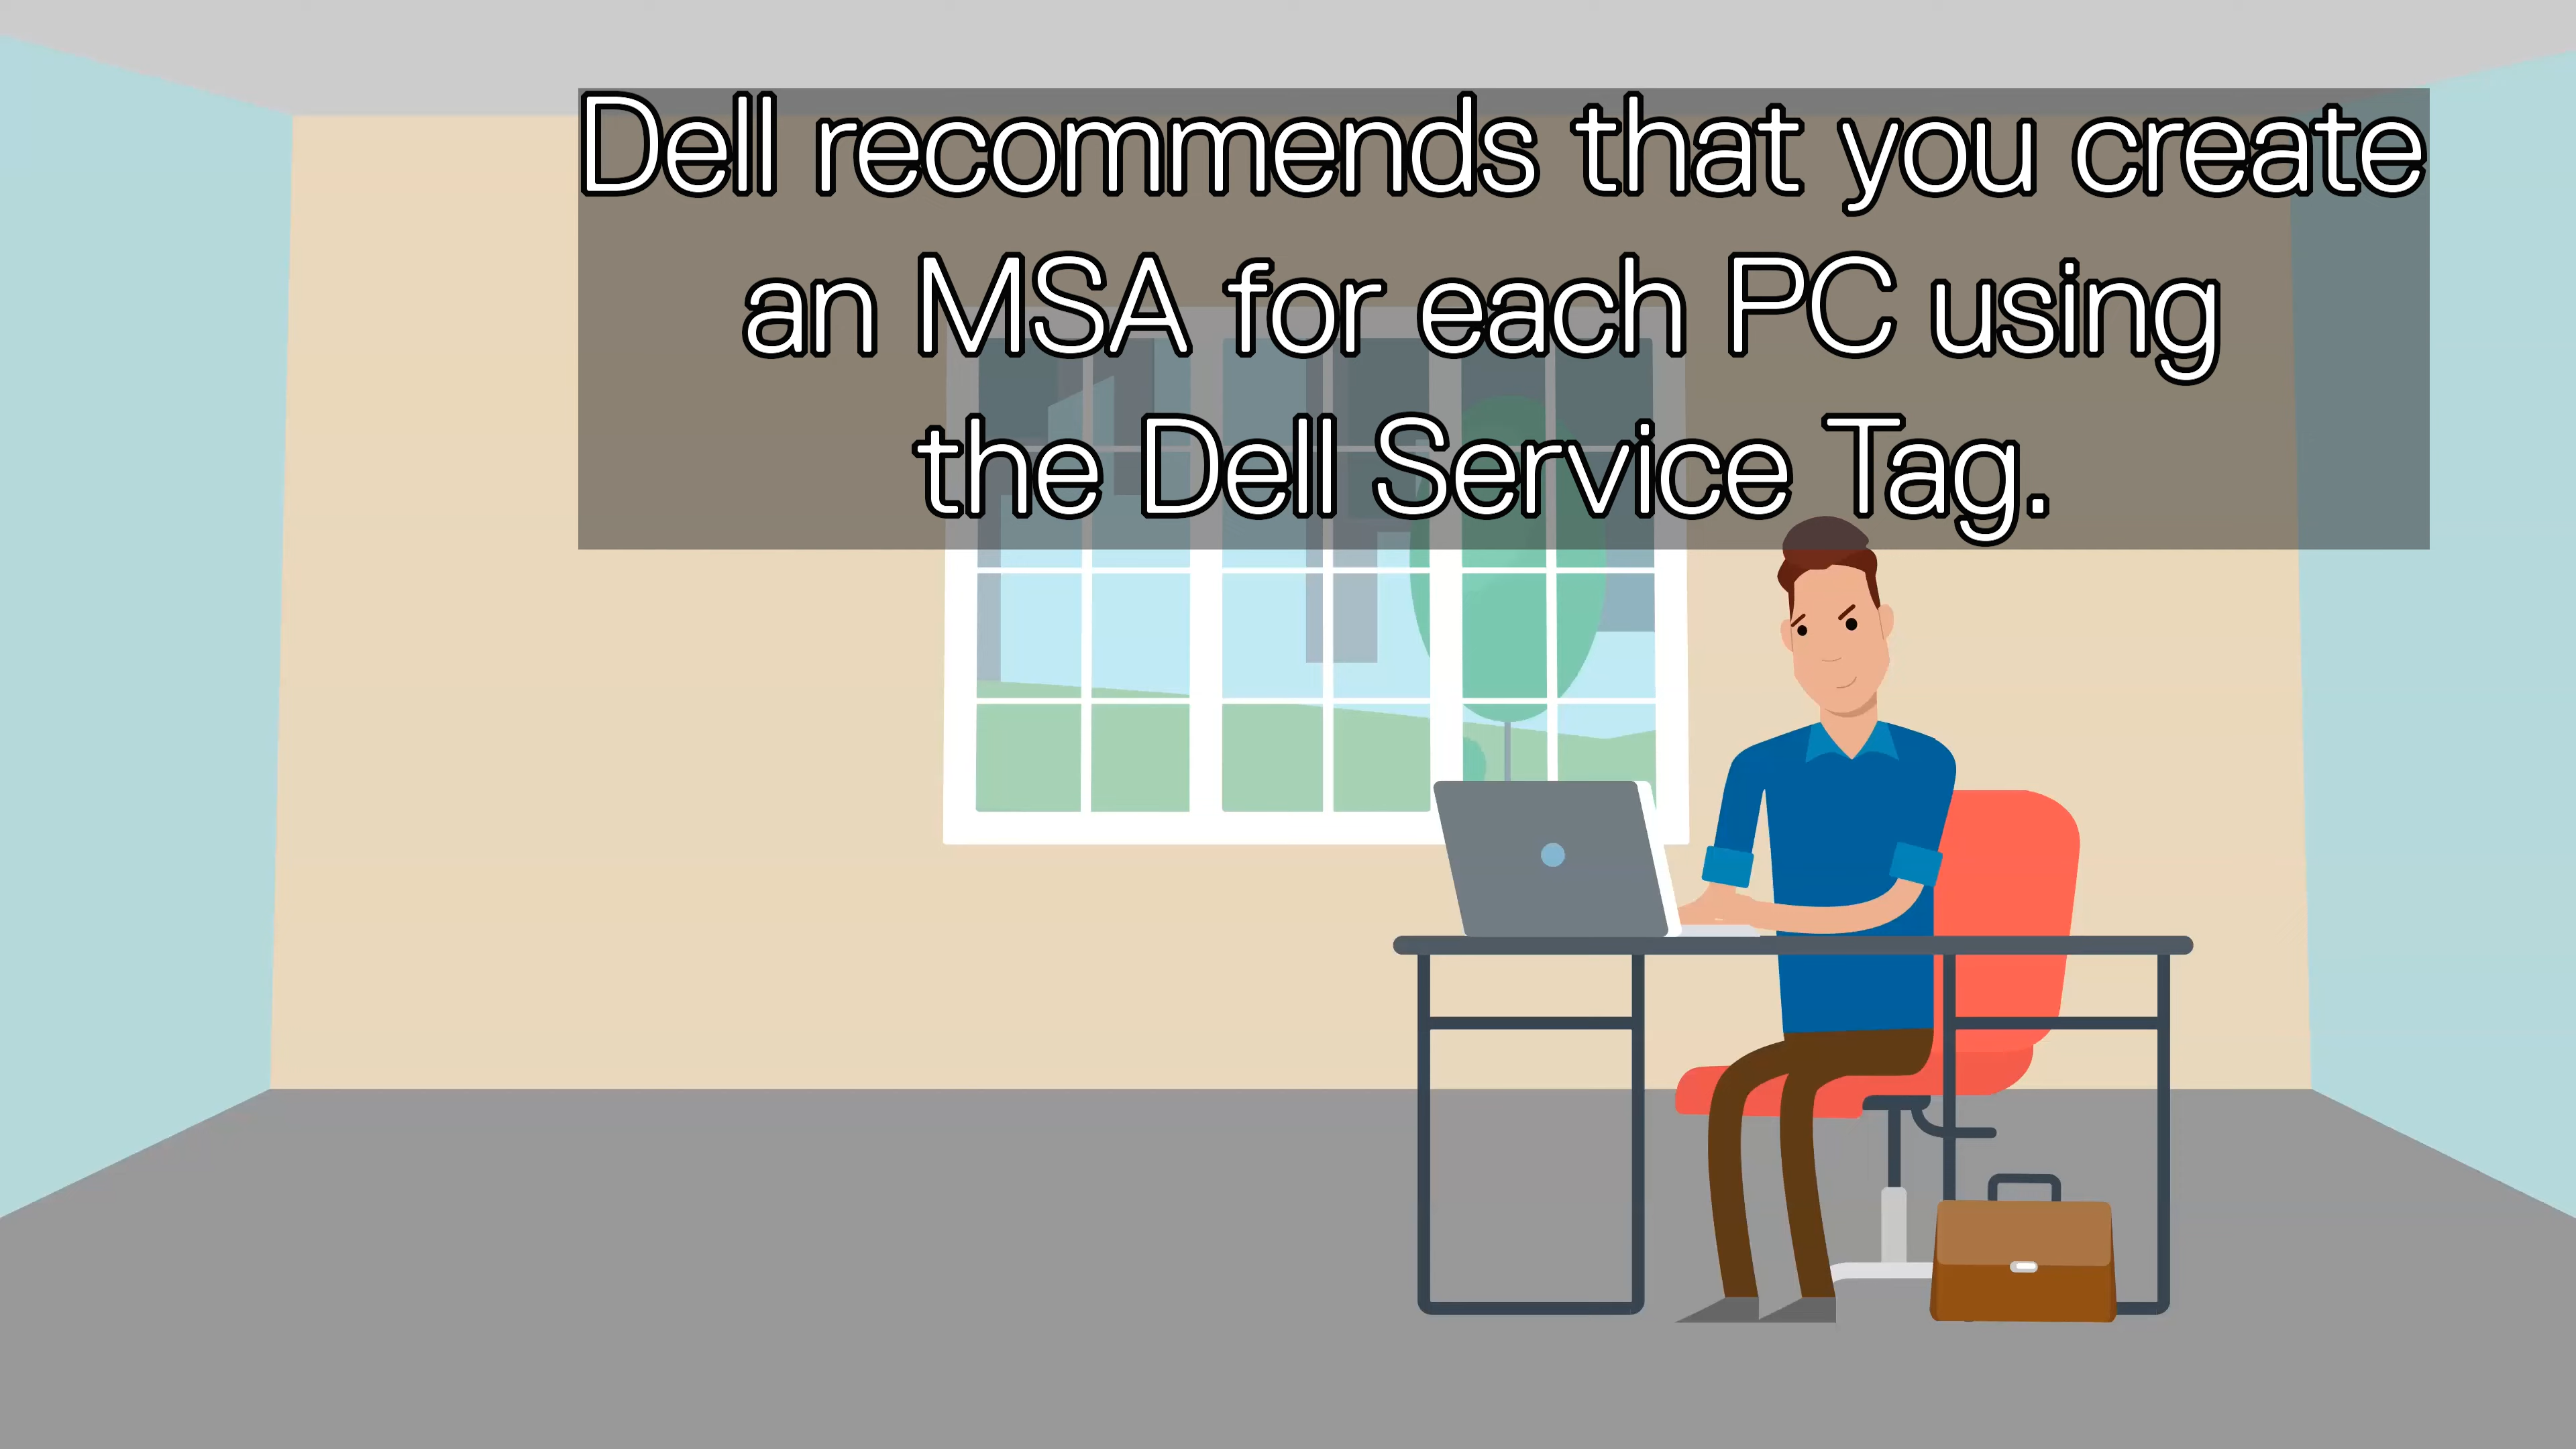 Dell recommends that you create
an MSA for each PC using
the Dell Service Tag.